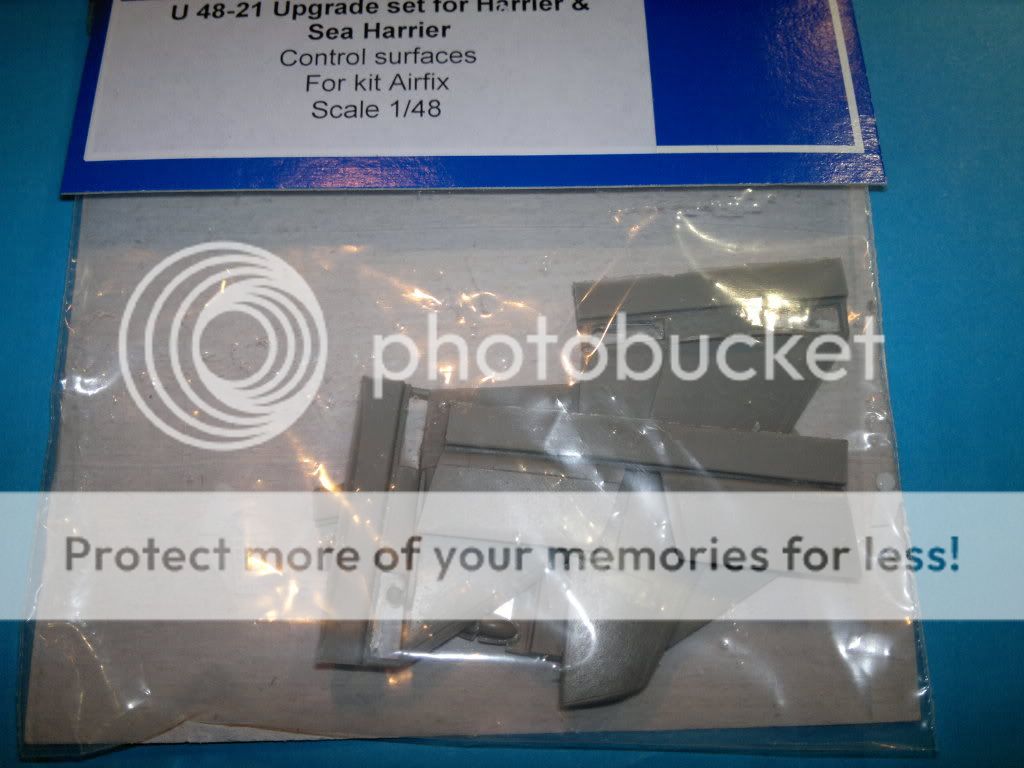 U 48-21 Upgrade set for Harrier &
Sea Harrier
Control surfaces
For kit Airfix
Scale 1/48
photobucket
Protect more of your memories for less!